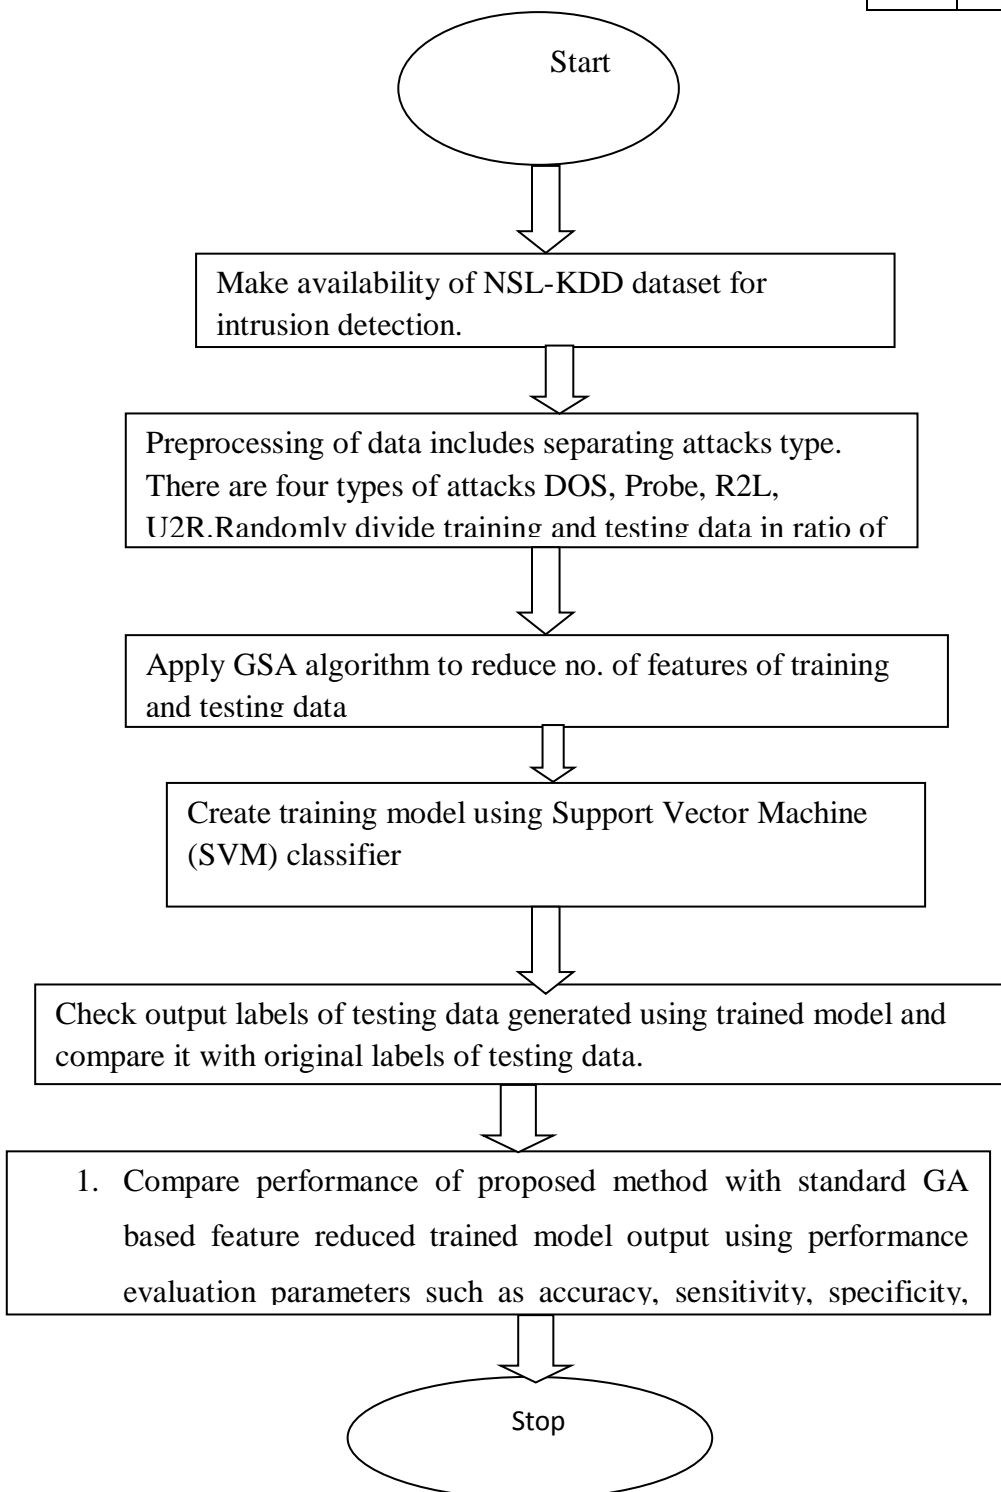 Start
Make availability of NSL-KDD dataset for
intrusion detection.
Preprocessing of data includes separating attacks type.
There are four types of attacks DOS, Probe, R2L,
U2R.Randomly divide training and testing data in ratio of
Apply GSA algorithm to reduce no. of features of training
and testing data
Create training model using Support Vector Machine
(SVM) classifier
Check output labels of testing data generated using trained model and
compare it with original labels of testing data.
1. Compare performance of proposed method with standard GA
based feature reduced trained model output using performance
evaluation parameters such as accuracy, sensitivity, specificity,
Stop